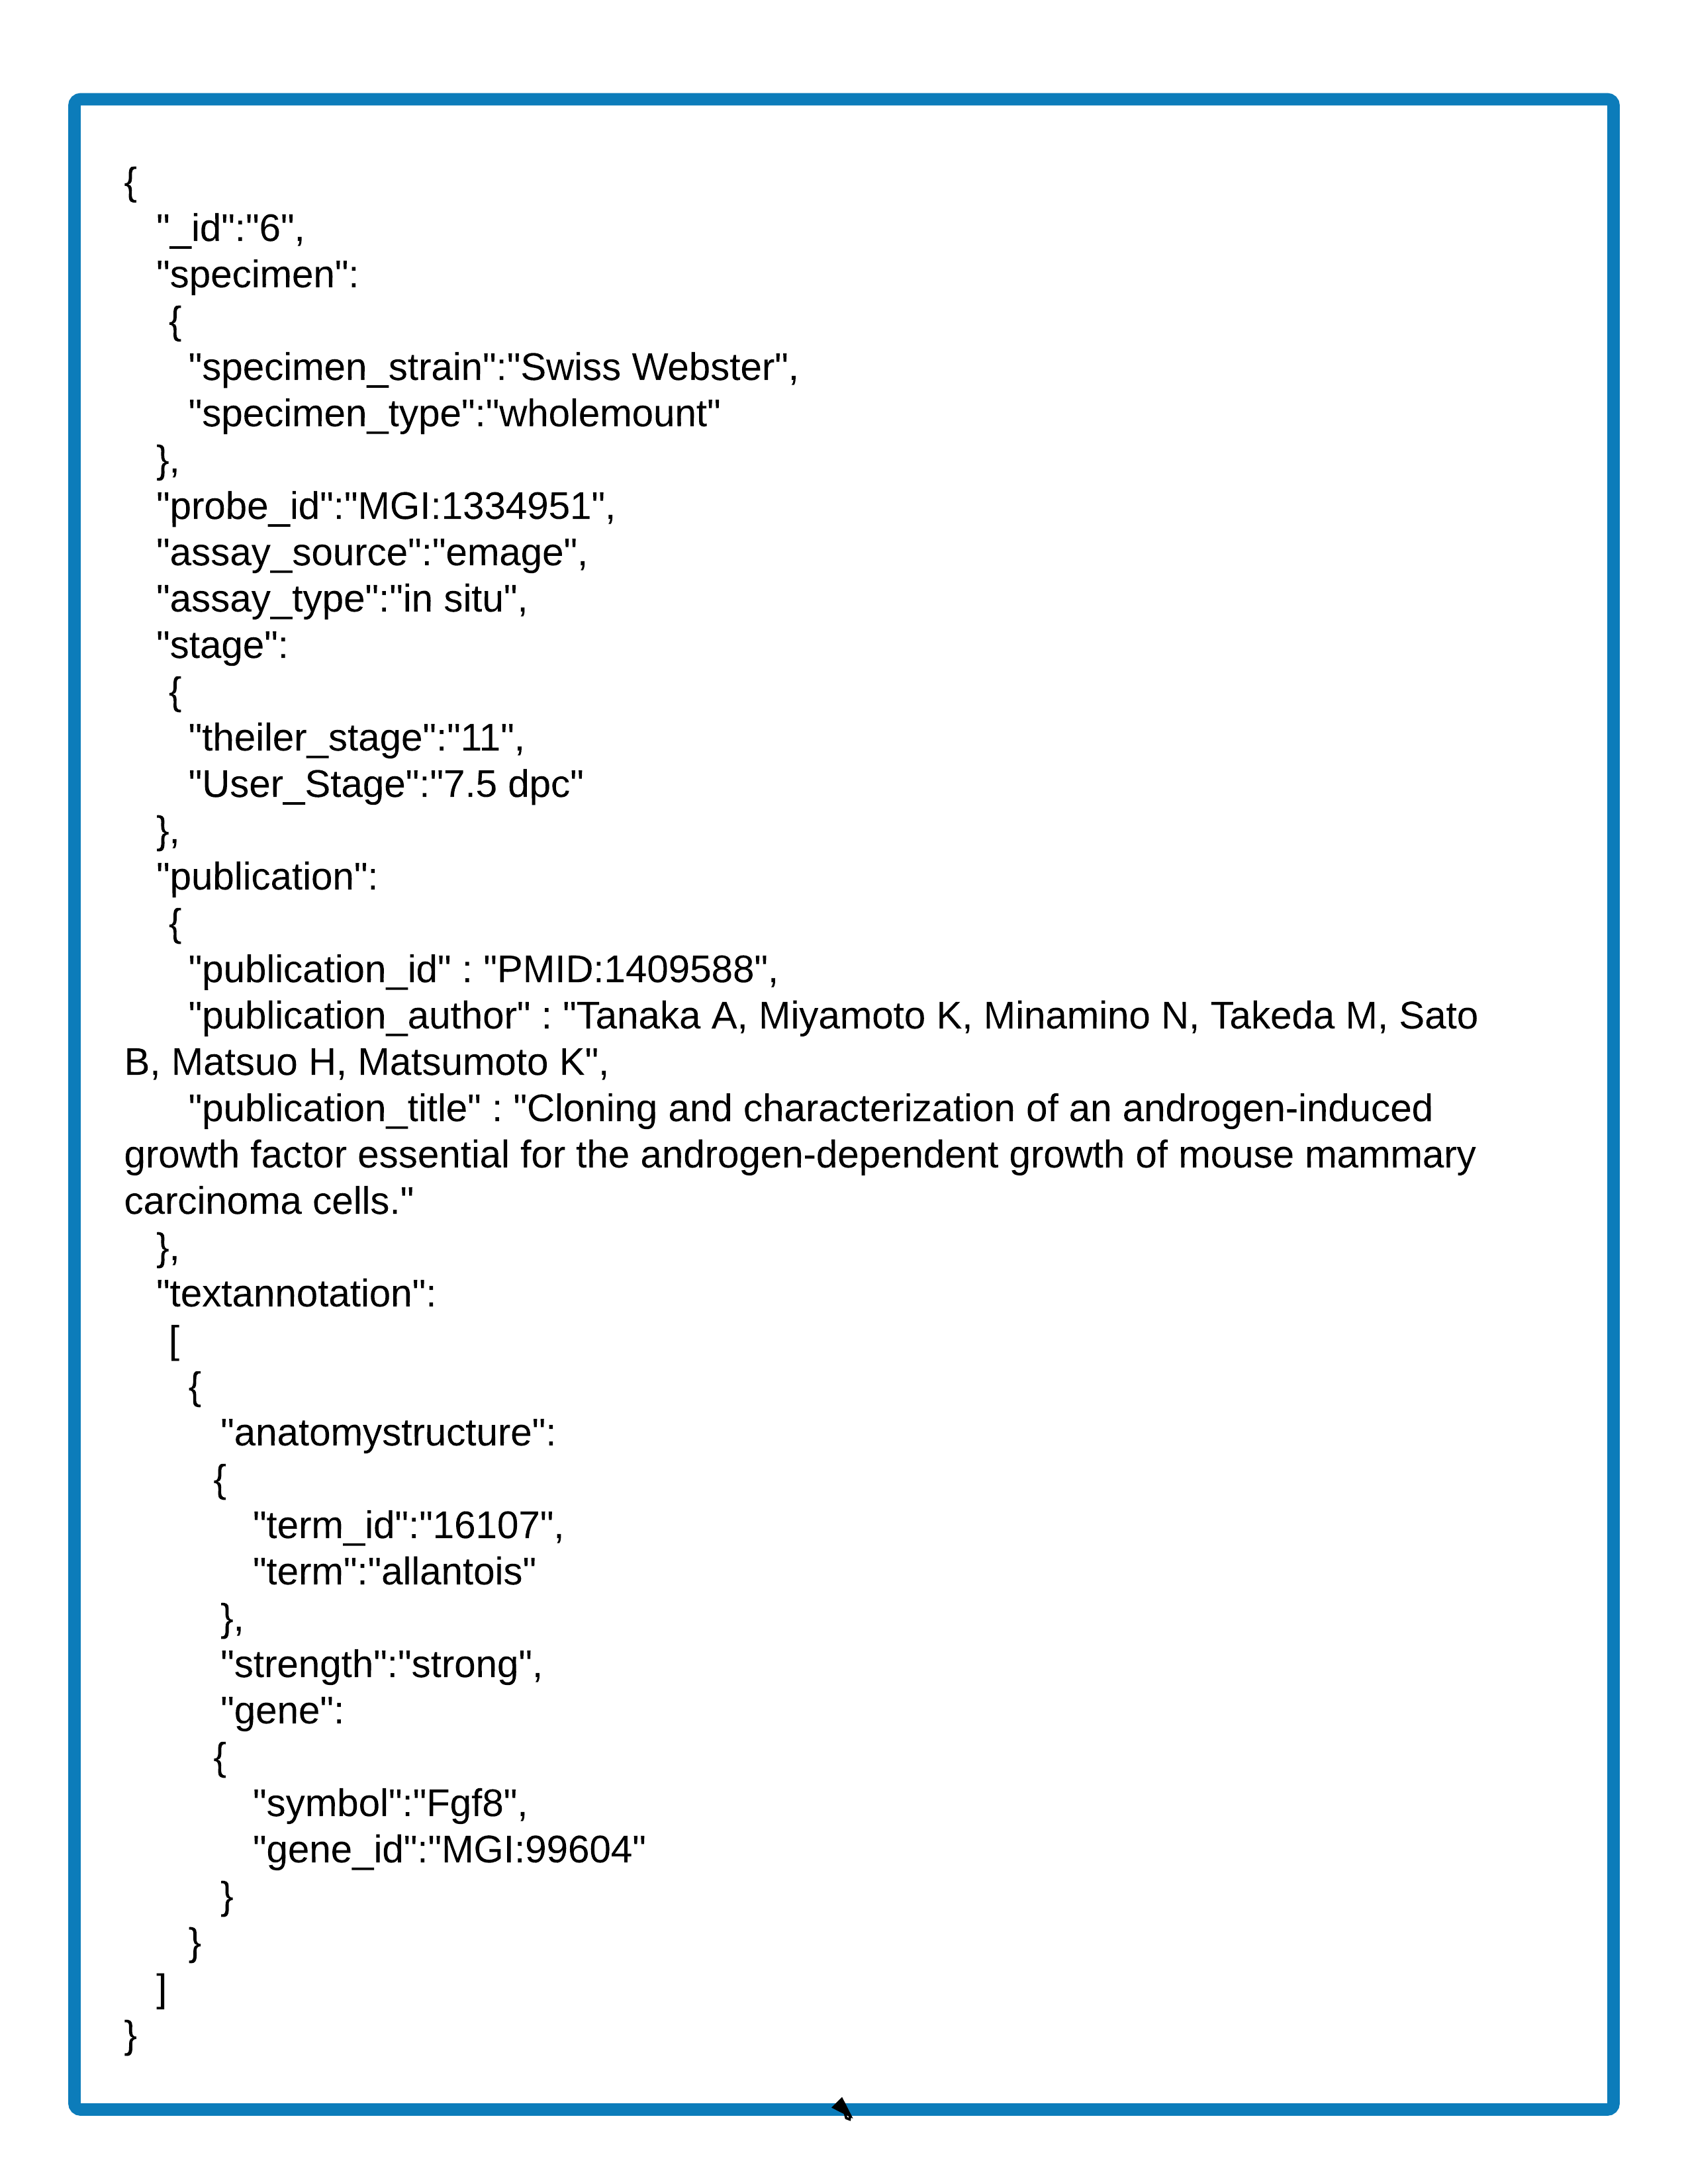 {
"_id":"6",
"specimen":
{
"specimen_strain":"Swiss Webster",
"specimen_type":"wholemount"
},
"probe_id":"MGI:1334951",
"assay_source":"emage",
"assay_type":"in situ",
"stage":
{
"theiler_stage":"11",
"User_Stage":"7.5 dpc"
},
"publication":
{
"publication_id" : "PMID:1409588",
"publication_author" : "Tanaka A, Miyamoto K, Minamino N, Takeda M, Sato
B, Matsuo H, Matsumoto K",
"publication_title" : "Cloning and characterization of an androgen-induced
growth factor essential for the androgen-dependent growth of mouse mammary
carcinoma cells."
},
"textannotation":
[
{
"anatomystructure":
{
"term_id":"16107",
"term":"allantois"
},
"strength":"strong",
"gene":
{
"symbol":"Fgf8",
"gene_id":"MGI:99604"
}
}
]
}